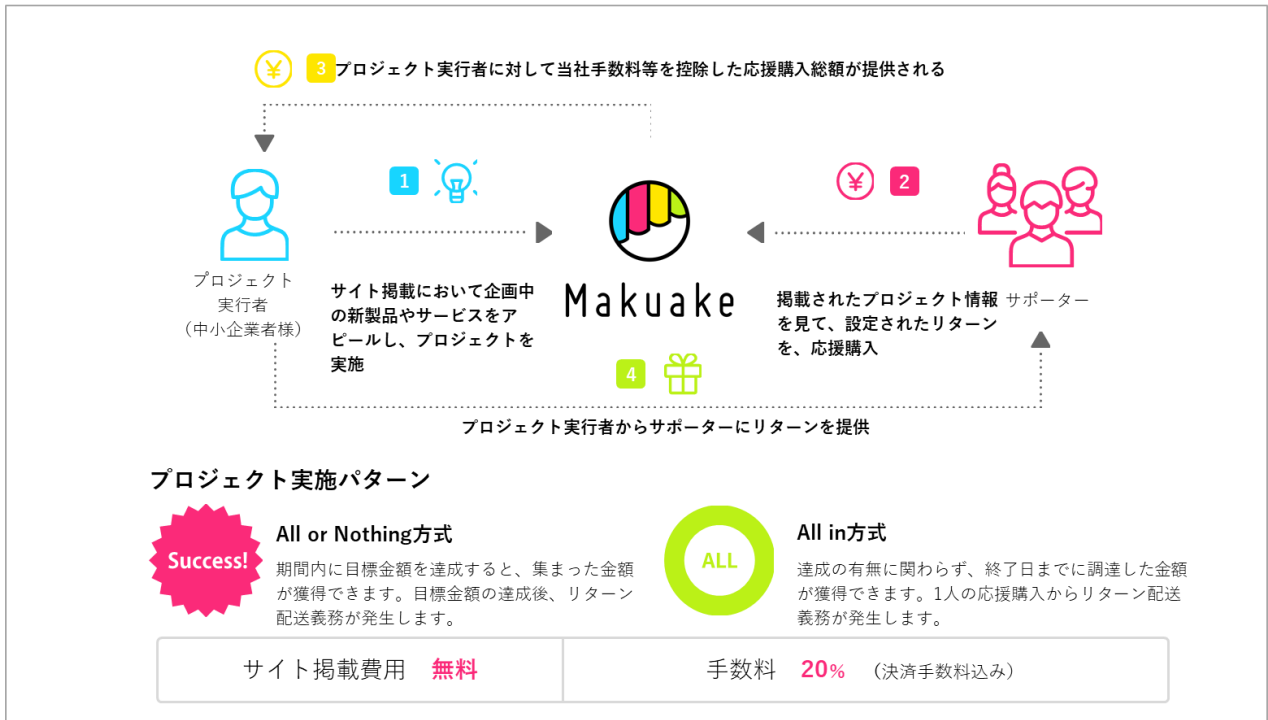 3 プロジェクト実行者に対して当社手数料等を控除した応援購入総額が提供される
1
2
プロジェクト
実行者
（中小企業者様）
サイト掲載において企画中
の新製品やサービスをア
ピールし、プロジェクトを
実施
Makuake
掲載されたプロジェクト情報
を見て、設定されたリターン
を、応援購入
サポーター
4
プロジェクト実行者からサポーターにリターンを提供
プロジェクト実施パターン
Success!
All or Nothing方式
期間内に目標金額を達成すると、集まった金額
が獲得できます。目標金額の達成後、リターン
配送義務が発生します。
ALL
All in方式
達成の有無に関わらず、終了日までに調達した金額
が獲得できます。1人の応援購入からリターン配送
義務が発生します。
サイト掲載費用 無料
手数料 20% （決済手数料込み）